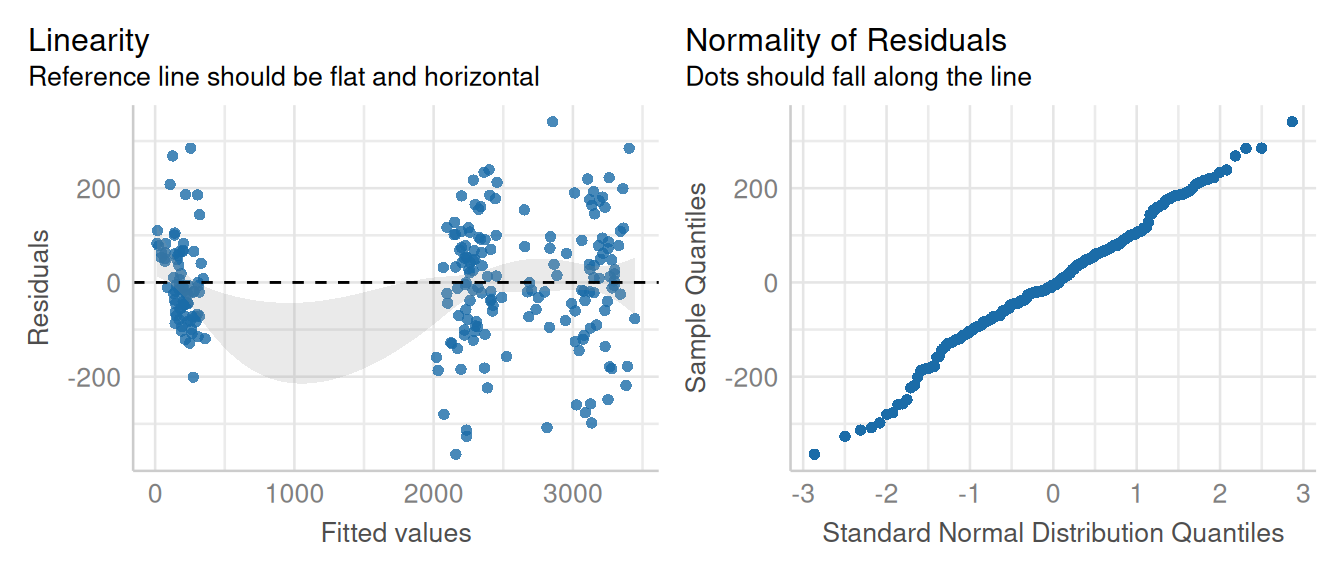 Linearity
Reference line should be flat and horizontal
Residuals
200
0
-200
0
1000
2000
3000
Fitted values
Normality of Residuals
Dots should fall along the line
Sample Quantiles
200
0
-200
-3
-2
-1
0
1
2
3
Standard Normal Distribution Quantiles